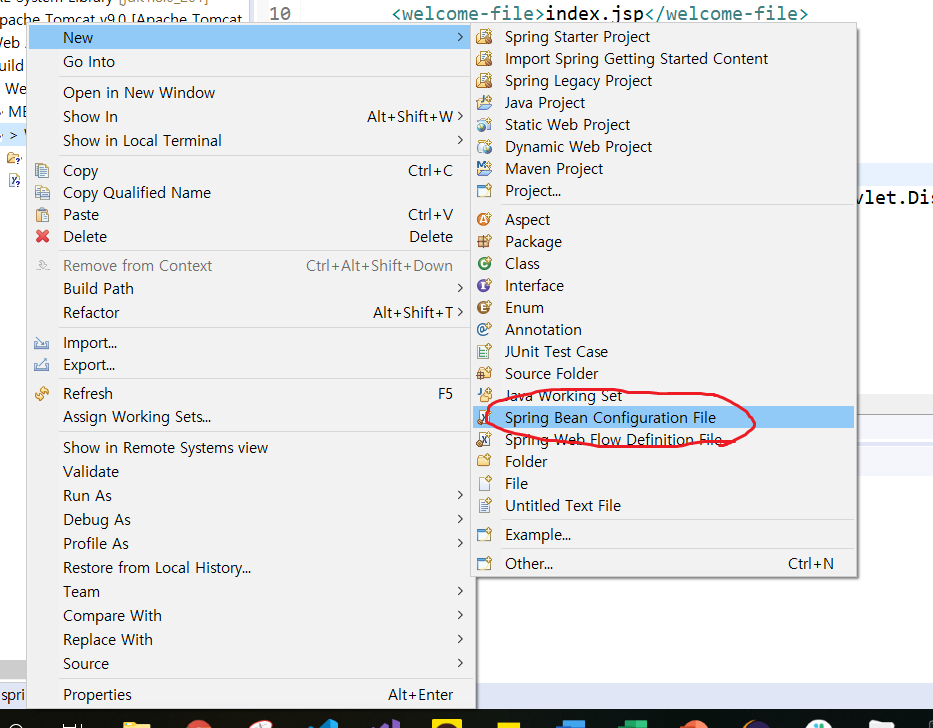 10 <welcome-file>index.jsp</welcome-file>
Apache Tomcat v9.0 [Apache Tomcat
New
Go Into
Open in New Window
Show In Alt+Shift+W
Show in Local Terminal
Copy Ctrl+C
Copy Qualified Name
Paste Ctrl+V
Delete Delete
Remove from Context Ctrl+Alt+Shift+Down
Build Path
Refactor Alt+Shift+T
Import...
Export...
Refresh F5
Assign Working Sets...
Show in Remote Systems view
Validate
Run As
Debug As
Profile As
Restore from Local History...
Team
Compare With
Replace With
Source
Properties Alt+Enter
Spring Starter Project
Import Spring Getting Started Content
Spring Legacy Project
Java Project
Static Web Project
Dynamic Web Project
Maven Project
Project...
Aspect
Package
Class
Interface
Enum
Annotation
JUnit Test Case
Source Folder
Java Working Set
Spring Bean Configuration File
Spring Web Flow Definition File
Folder
File
Untitled Text File
Example...
Other... Ctrl+N
vlet.Dis
spri